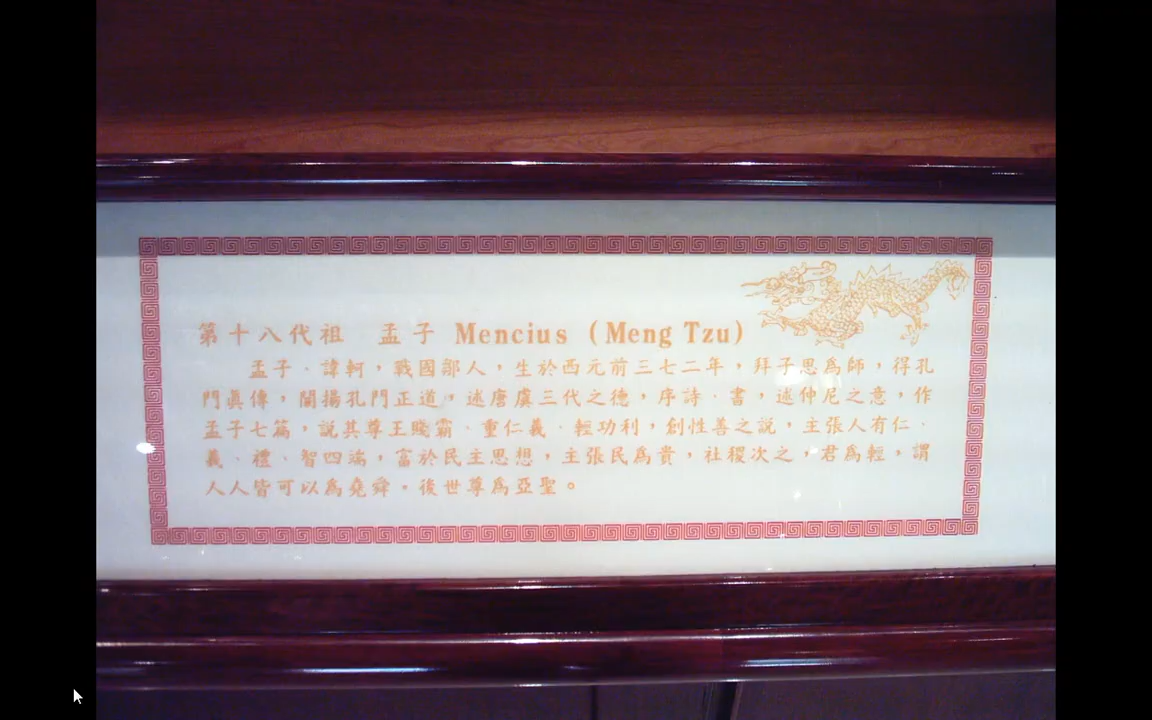 第十八代祖 孟子 Mencius (Meng Tzu)
孟子、諱軻，戰國鄒人，生於西元前三七二年，拜子思為師，得孔
門眞傳，闡揚孔門正道，述唐虞三代之德，序詩、書，述仲尼之意，作
孟子七篇，說其尊王賤霸、重仁義、輕功利，創性善之說，主張人有仁、
義、禮、智四端，富於民主思想，主張民為貴，社稷次之，君為輕，謂
人人皆可以為堯舜。後世尊為亞聖。